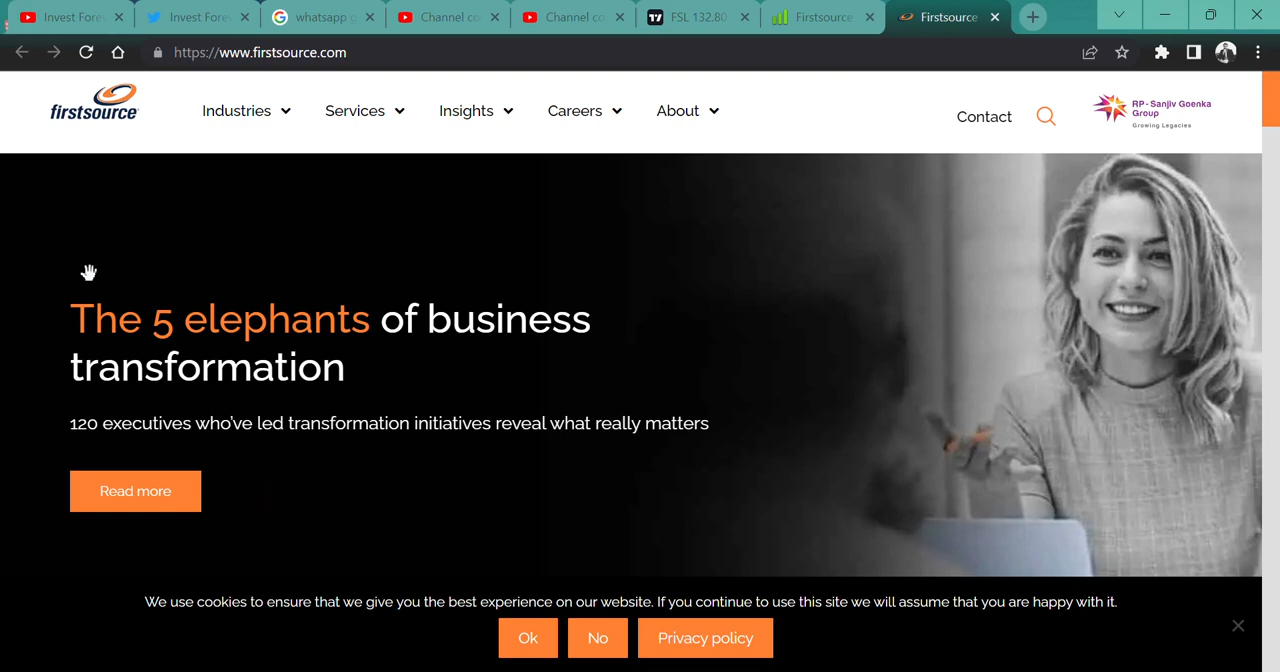 Invest Fore
Invest Fore
whatsapp g
Channel co
Channel co
FSL 132.80
Firstsource
Firstsource
https://www.firstsource.com
firstsource
Industries
Services
Insights
Careers
About
Contact
RP - Sanjiv Goenka
Group
Growing Legacies
The 5 elephants of business
transformation
120 executives who've led transformation initiatives reveal what really matters
Read more
We use cookies to ensure that we give you the best experience on our website. If you continue to use this site we will assume that you are happy with it.
Ok
No
Privacy policy